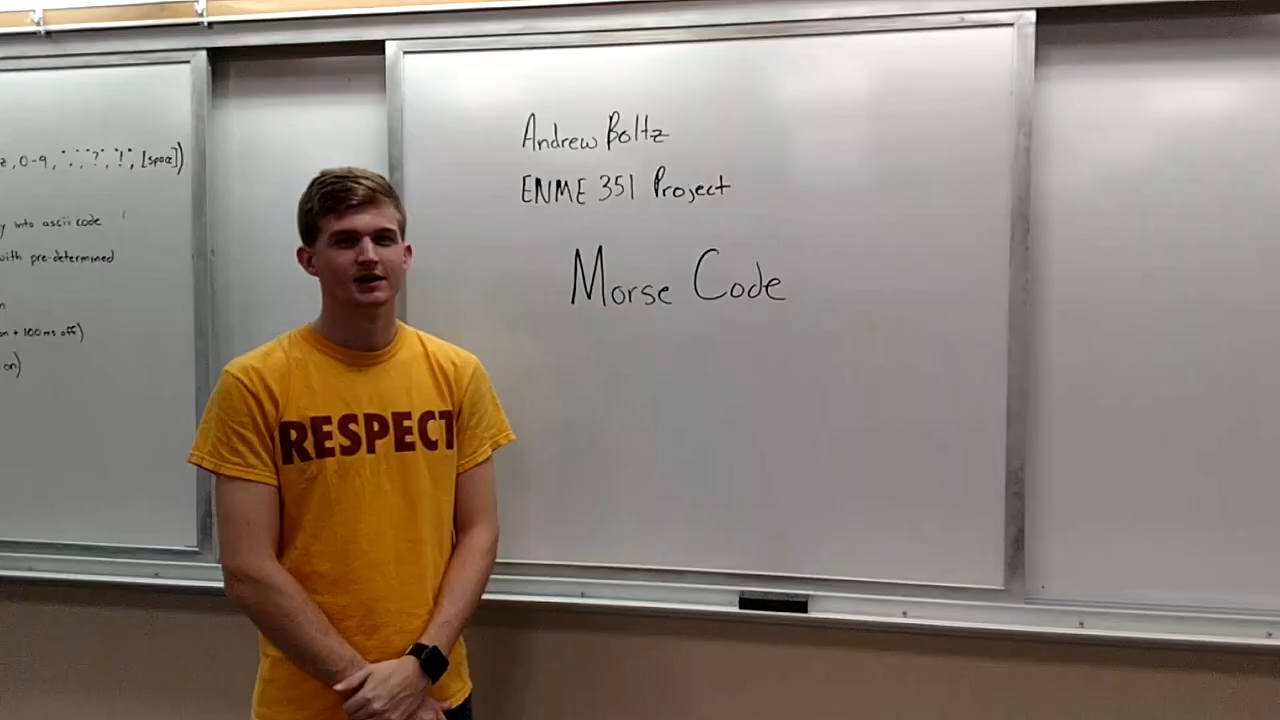 z, 0-9, ".", "?", "!", [space])
y into ascii code
with pre-determined
on + 100ms off)
on)
Andrew Boltz
ENME 351 Project
Morse Code
RESPECT